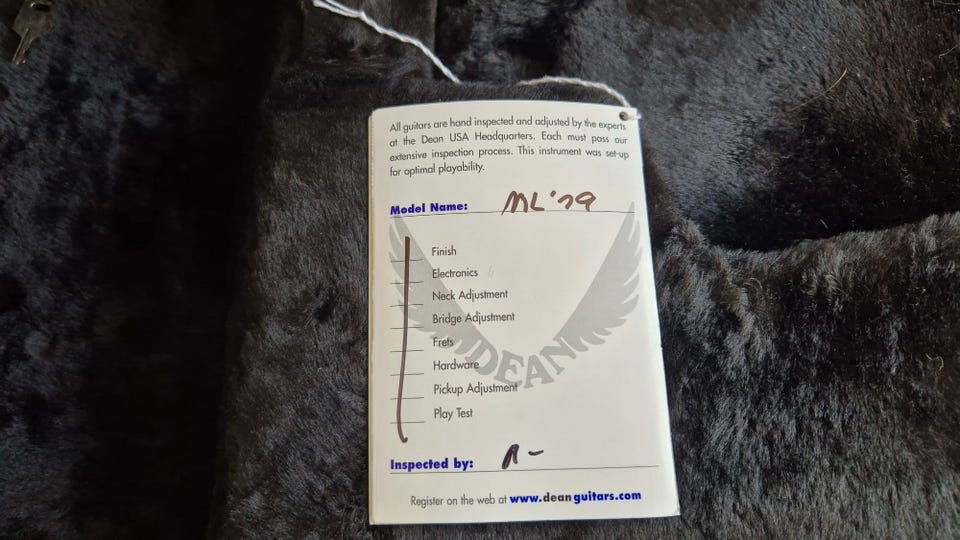 All guitars are hand inspected and adjusted by the experts
at the Dean USA Headquarters. Each must pass our
extensive inspection process. This instrument was set-up
for optimal playability.
Model Name: ML '79
Finish
Electronics
Neck Adjustment
Bridge Adjustment
Frets
Hardware
Pickup Adjustment
Play Test
DEAN
Inspected by:
Register on the web at www.deanguitars.com